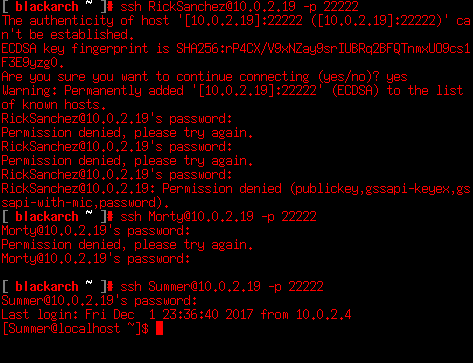 [ blackarch ~ ]# ssh RickSanchez@10.0.2.19 -p 22222
The authenticity of host '[10.0.2.19]:22222 ([10.0.2.19]:22222)' ca
n't be established.
ECDSA key fingerprint is SHA256:rP4CX/V9xNZay9srIUBRq2BFQTnmxUO9cs1
F3E9yzg0.
Are you sure you want to continue connecting (yes/no)? yes
Warning: Permanently added '[10.0.2.19]:22222' (ECDSA) to the list
of known hosts.
RickSanchez@10.0.2.19's password:
Permission denied, please try again.
RickSanchez@10.0.2.19's password:
Permission denied, please try again.
RickSanchez@10.0.2.19's password:
RickSanchez@10.0.2.19: Permission denied (publickey,gssapi-keyex,gs
sapi-with-mic,password).
[ blackarch ~ ]# ssh Morty@10.0.2.19 -p 22222
Morty@10.0.2.19's password:
Permission denied, please try again.
Morty@10.0.2.19's password:
[ blackarch ~ ]# ssh Summer@10.0.2.19 -p 22222
Summer@10.0.2.19's password:
Last login: Fri Dec  1 23:36:40 2017 from 10.0.2.4
[Summer@localhost ~]$